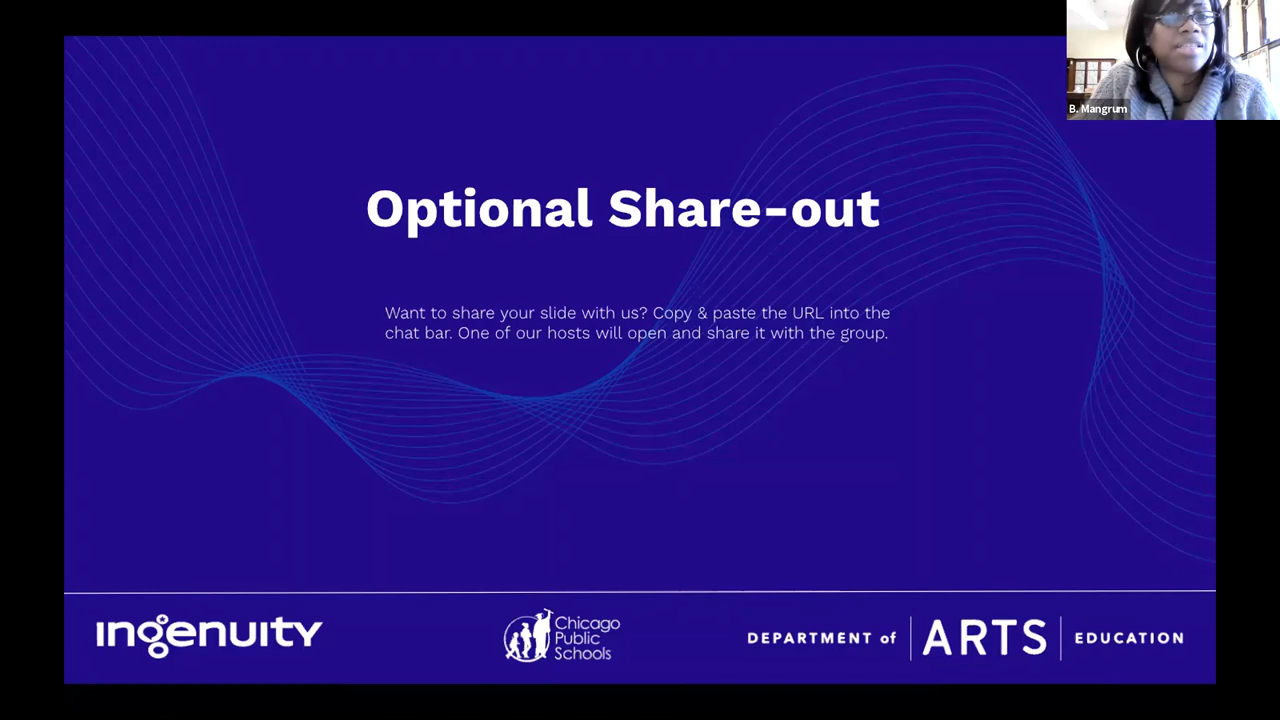 B. Mangrum
Optional Share-out
Want to share your slide with us? Copy & paste the URL into the
chat bar. One of our hosts will open and share it with the group.
ingenuity
Chicago
Public
Schools
DEPARTMENT of ARTS EDUCATION